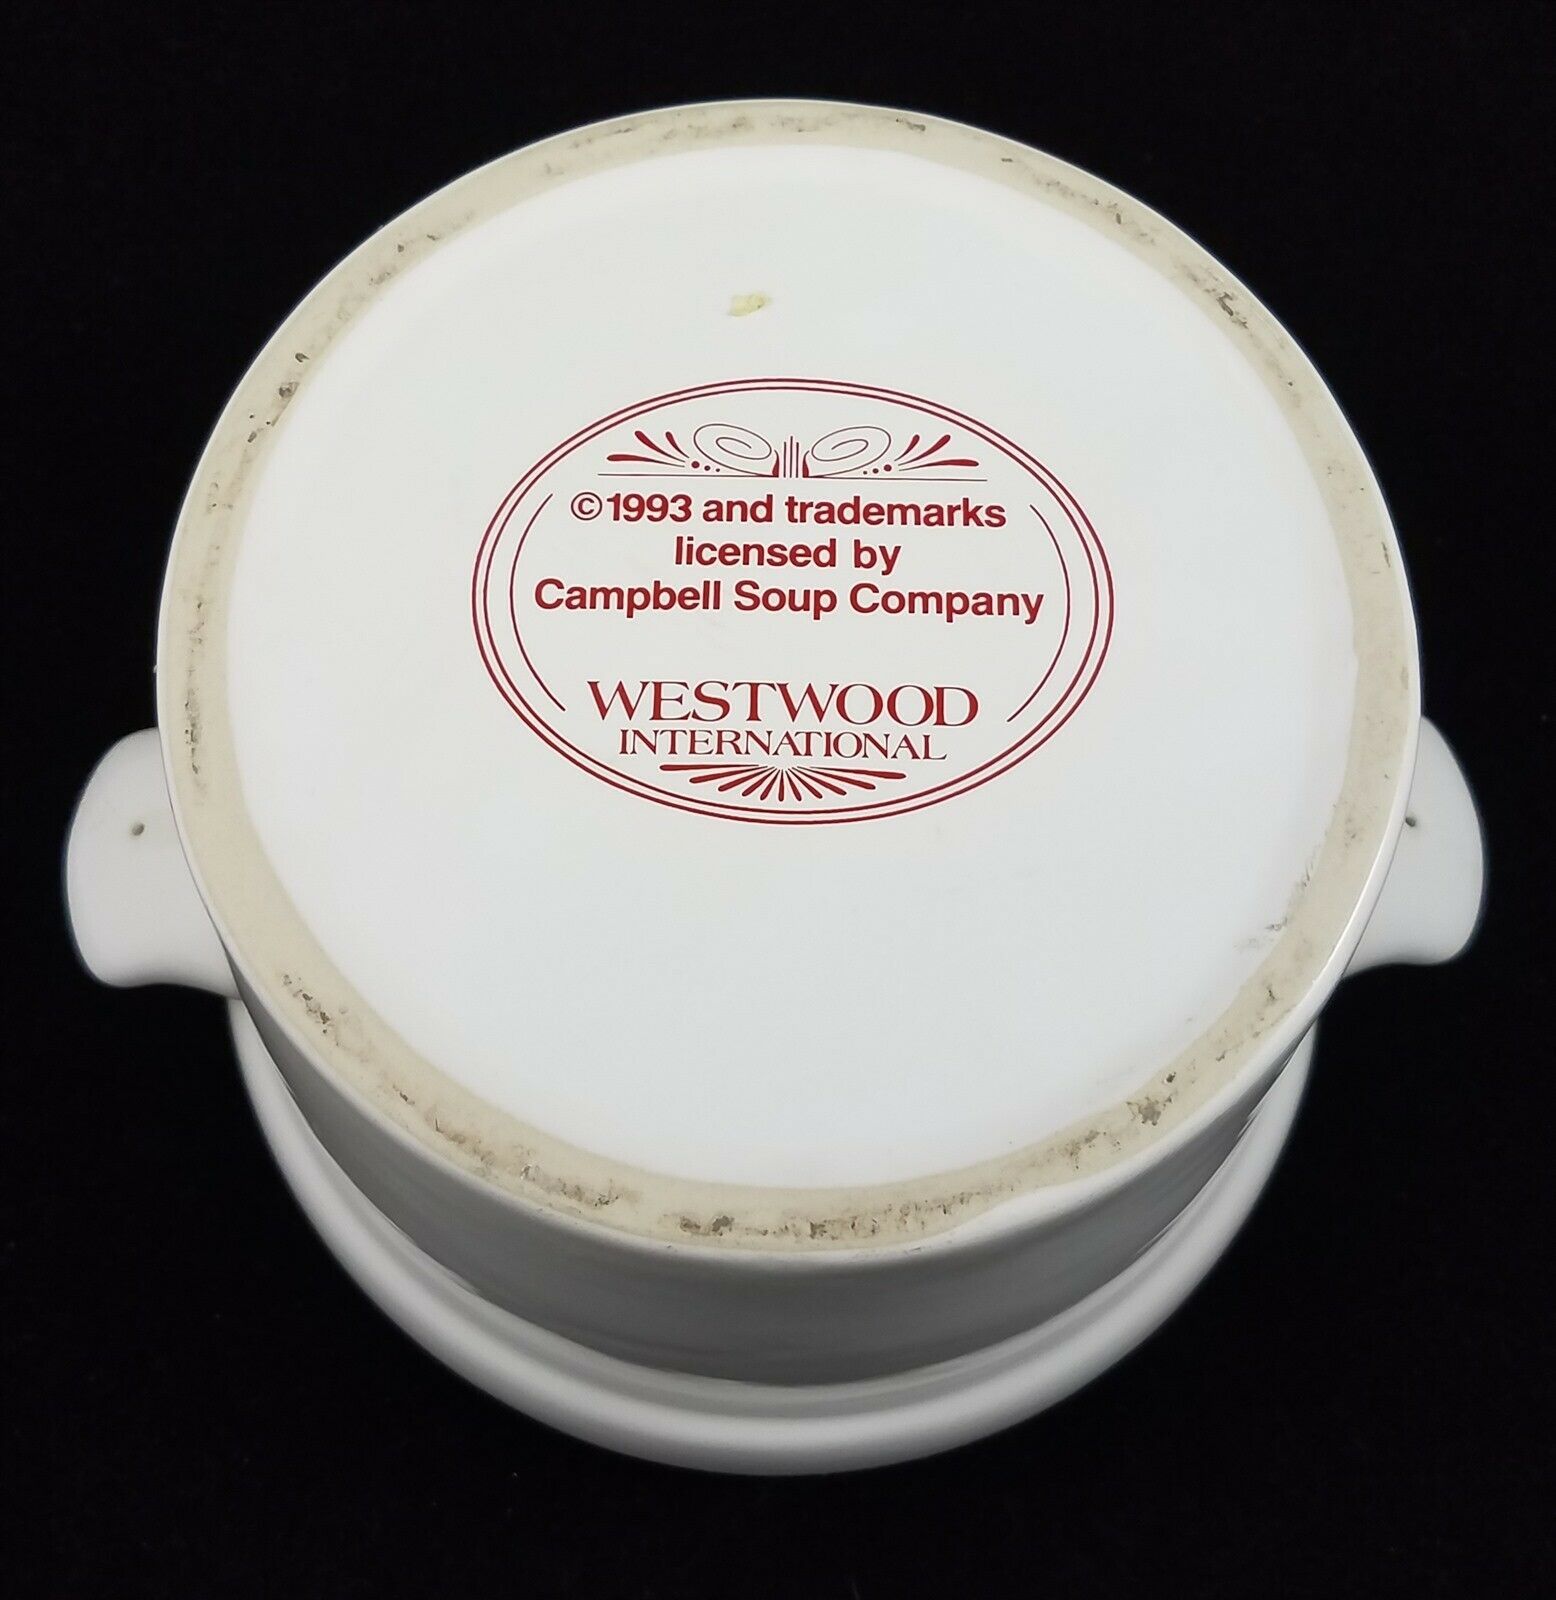 ©1993 and trademarks
licensed by
Campbell Soup Company
WESTWOOD
INTERNATIONAL